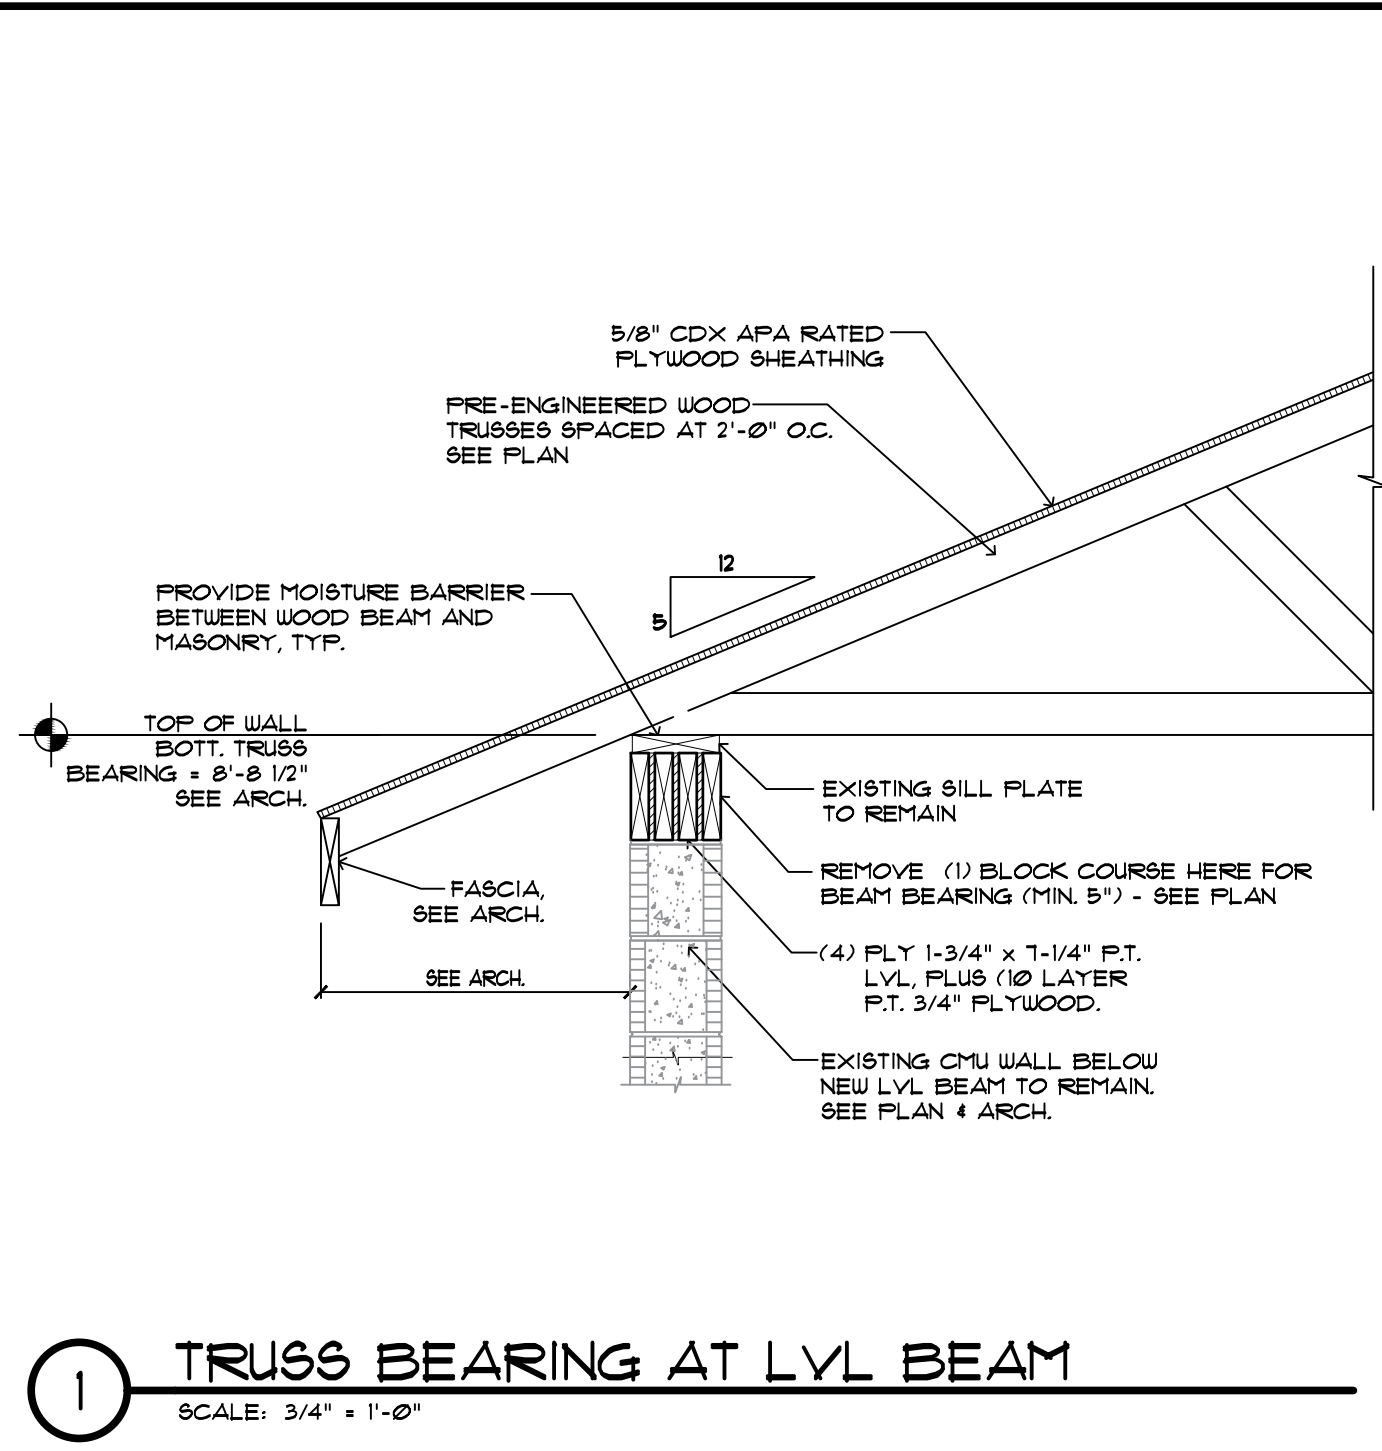 5/8" CDX APA RATED
PLYWOOD SHEATHING
PRE-ENGINEERED WOOD
TRUSSES SPACED AT 2'-0" O.C.
SEE PLAN
12
5
PROVIDE MOISTURE BARRIER
BETWEEN WOOD BEAM AND
MASONRY, TYP.
TOP OF WALL
BOTT. TRUSS
BEARING = 8'-8 1/2"
SEE ARCH.
EXISTING SILL PLATE
TO REMAIN
REMOVE (1) BLOCK COURSE HERE FOR
BEAM BEARING (MIN. 5") - SEE PLAN
FASCIA,
SEE ARCH.
(4) PLY 1-3/4" x 7-1/4" P.T.
LVL, PLUS (10 LAYER
P.T. 3/4" PLYWOOD.
SEE ARCH.
EXISTING CMU WALL BELOW
NEW LVL BEAM TO REMAIN.
SEE PLAN & ARCH.
1
TRUSS BEARING AT LVL BEAM
SCALE: 3/4" = 1'-0"